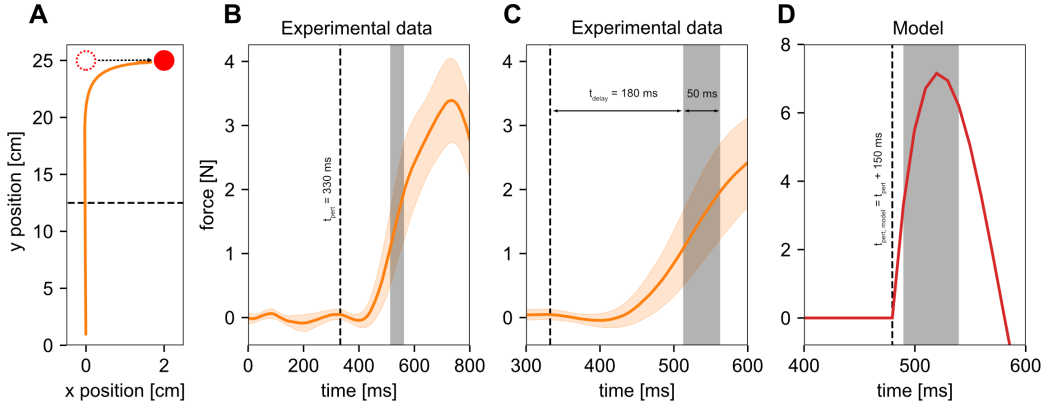 A
B
C
D
Experimental data
Experimental data
Model
25
20
15
10
5
0
y position [cm]
0
2
x position [cm]
4
3
2
1
0
force [N]
t_pert = 330 ms
0
200
400
600
800
time [ms]
4
3
2
1
0
t_delay = 180 ms
50 ms
300
400
500
600
time [ms]
8
6
4
2
0
t_pert, model = t_pert + 150 ms
400
500
600
time [ms]